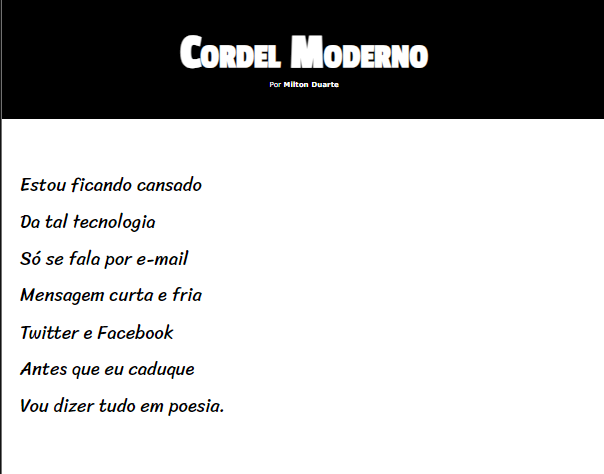 Cordel Moderno
Por Milton Duarte
Estou ficando cansado
Da tal tecnologia
Só se fala por e-mail
Mensagem curta e fria
Twitter e Facebook
Antes que eu caduque
Vou dizer tudo em poesia.